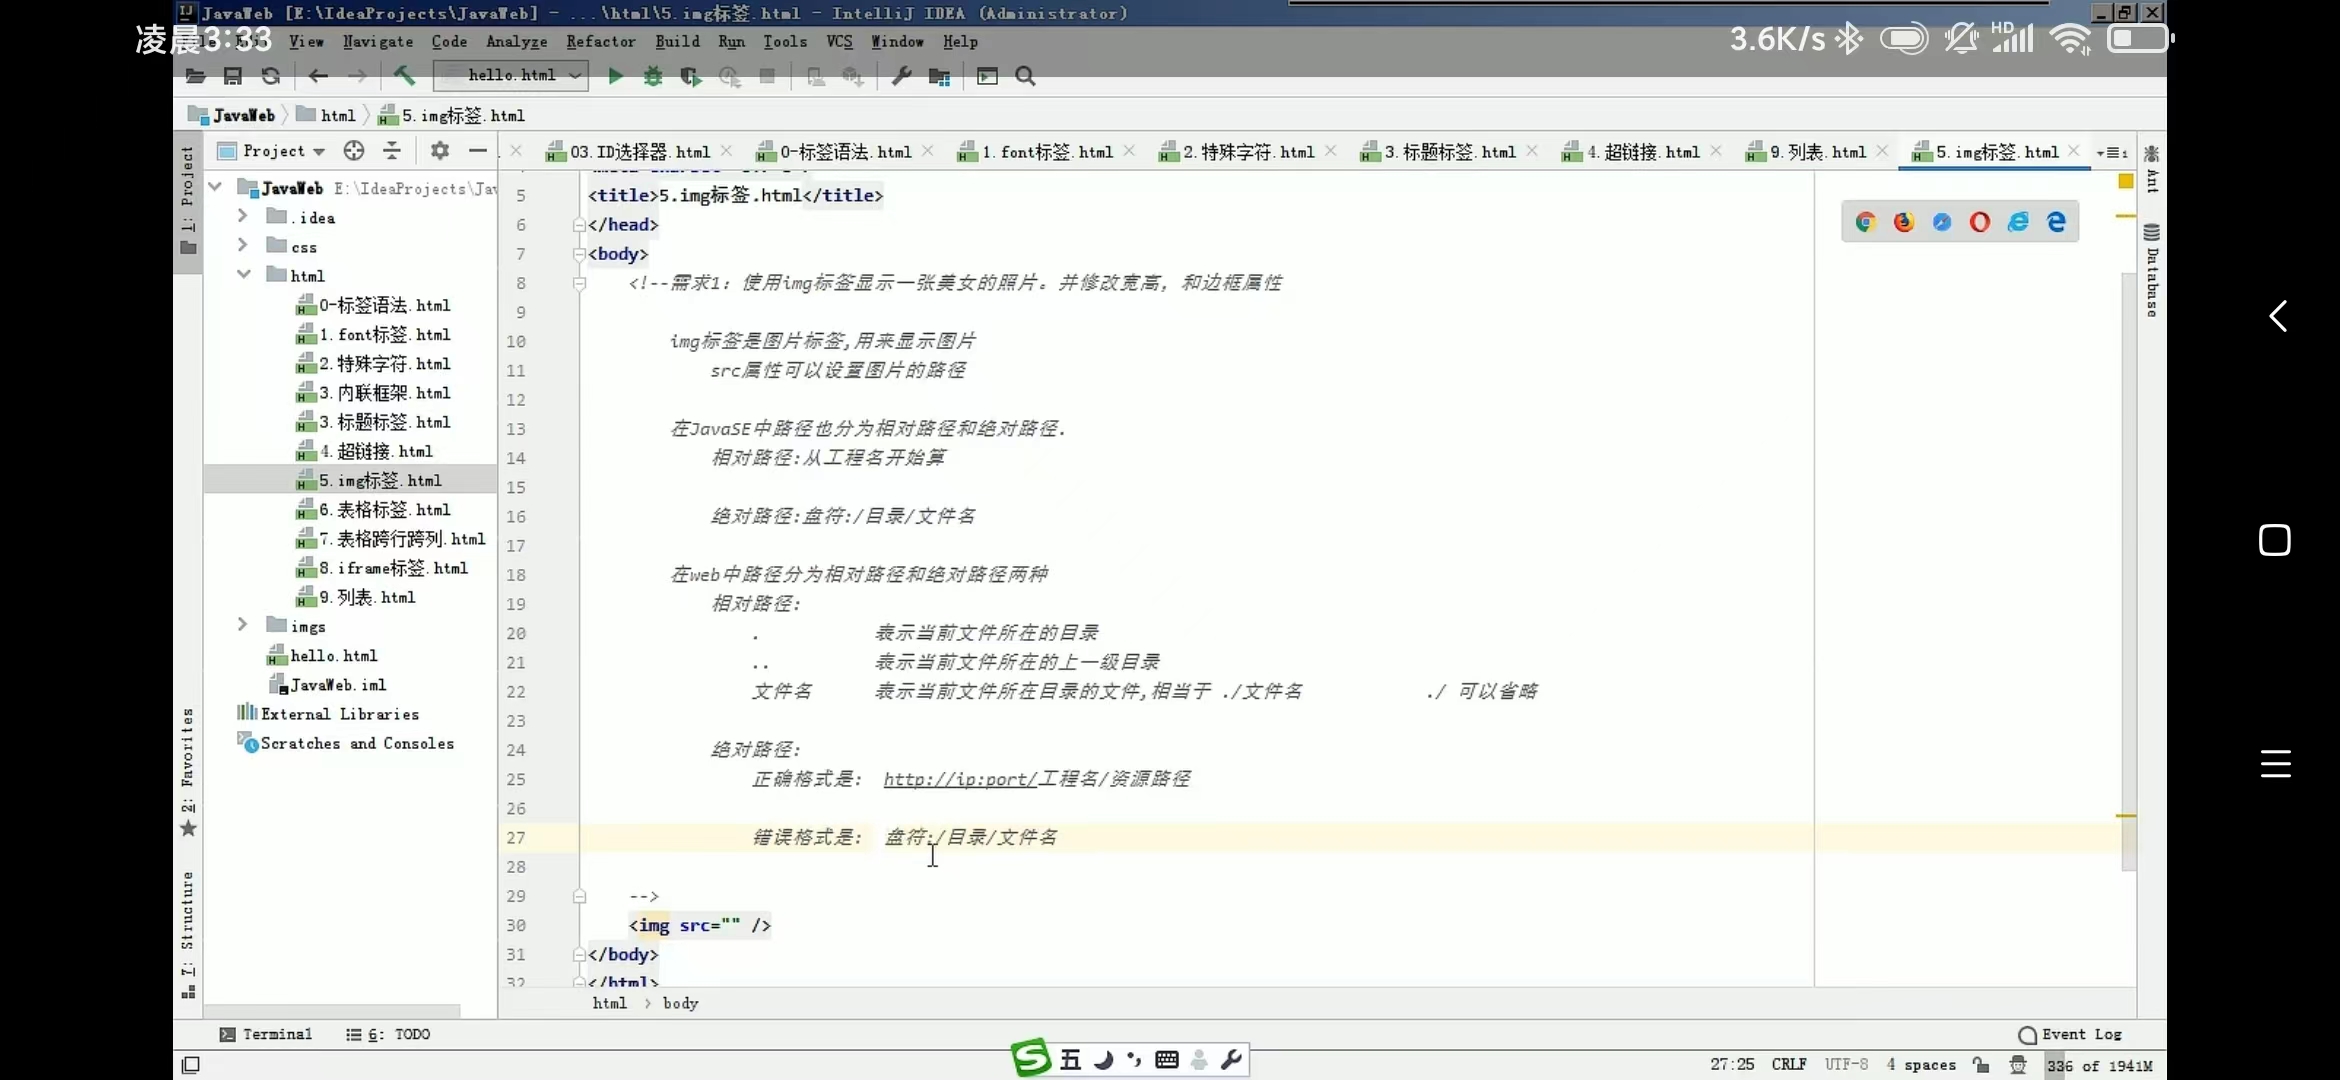 JavaWeb [E:\IdeaProjects\JavaWeb] - ...\html\5.img标签.html - IntelliJ IDEA (Administrator)
凌晨3:33
3.6K/s
HD
View Navigate Code Analyze Refactor Build Run Tools VCS Window Help
hello.html
JavaWeb html 5.img标签.html
Project
03.ID选择器.html 0-标签语法.html 1.font标签.html 2.特殊字符.html 3.标题标签.html 4.超链接.html 9.列表.html 5.img标签.html
1: Project
2: Favorites
7: Structure
Ant
Database
JavaWeb E:\IdeaProjects\Jav
.idea
css
html
0-标签语法.html
1.font标签.html
2.特殊字符.html
3.内联框架.html
3.标题标签.html
4.超链接.html
5.img标签.html
6.表格标签.html
7.表格跨行跨列.html
8.iframe标签.html
9.列表.html
imgs
hello.html
JavaWeb.iml
External Libraries
Scratches and Consoles
5 <title>5.img标签.html</title>
6 </head>
7 <body>
8 <!--需求1：使用img标签显示一张美女的照片。并修改宽高，和边框属性
9
10 img标签是图片标签,用来显示图片
11 src属性可以设置图片的路径
12
13 在JavaSE中路径也分为相对路径和绝对路径.
14 相对路径:从工程名开始算
15
16 绝对路径:盘符:/目录/文件名
17
18 在web中路径分为相对路径和绝对路径两种
19 相对路径:
20 . 表示当前文件所在的目录
21 .. 表示当前文件所在的上一级目录
22 文件名 表示当前文件所在目录的文件,相当于 ./文件名 ./ 可以省略
23
24 绝对路径:
25 正确格式是: http://ip:port/工程名/资源路径
26
27 错误格式是: 盘符:/目录/文件名
28
29 -->
30 <img src="" />
31 </body>
32 </html>
html > body
Terminal 6: TODO
Event Log
五
27:25 CRLF UTF-8 4 spaces 336 of 1941M